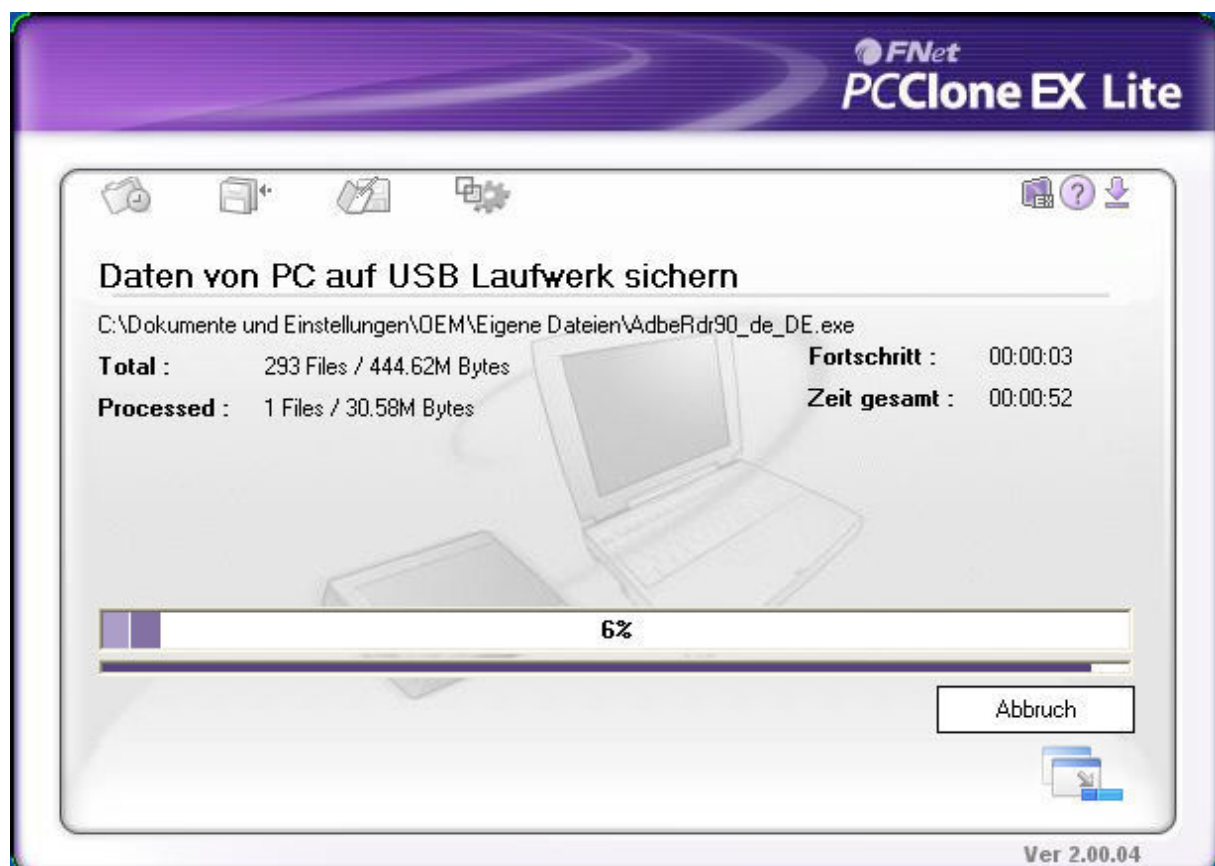 FNet
PCClone EX Lite
EX
?
Daten von PC auf USB Laufwerk sichern
C:\Dokumente und Einstellungen\OEM\Eigene Dateien\AdbeRdr90_de_DE.exe
Total : 293 Files / 444.62M Bytes Fortschritt : 00:00:03
Processed : 1 Files / 30.58M Bytes Zeit gesamt : 00:00:52
6%
Abbruch
Ver 2.00.04